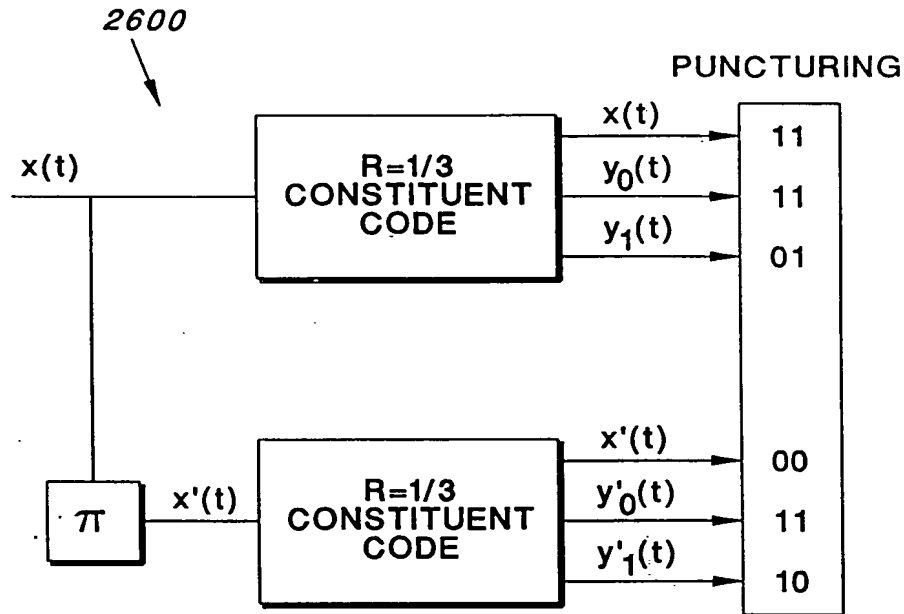 2600
PUNCTURING
x(t)
R=1/3
CONSTITUENT
CODE
x(t)
y₀(t)
y₁(t)
11
11
01
π
x'(t)
R=1/3
CONSTITUENT
CODE
x'(t)
y'₀(t)
y'₁(t)
00
11
10